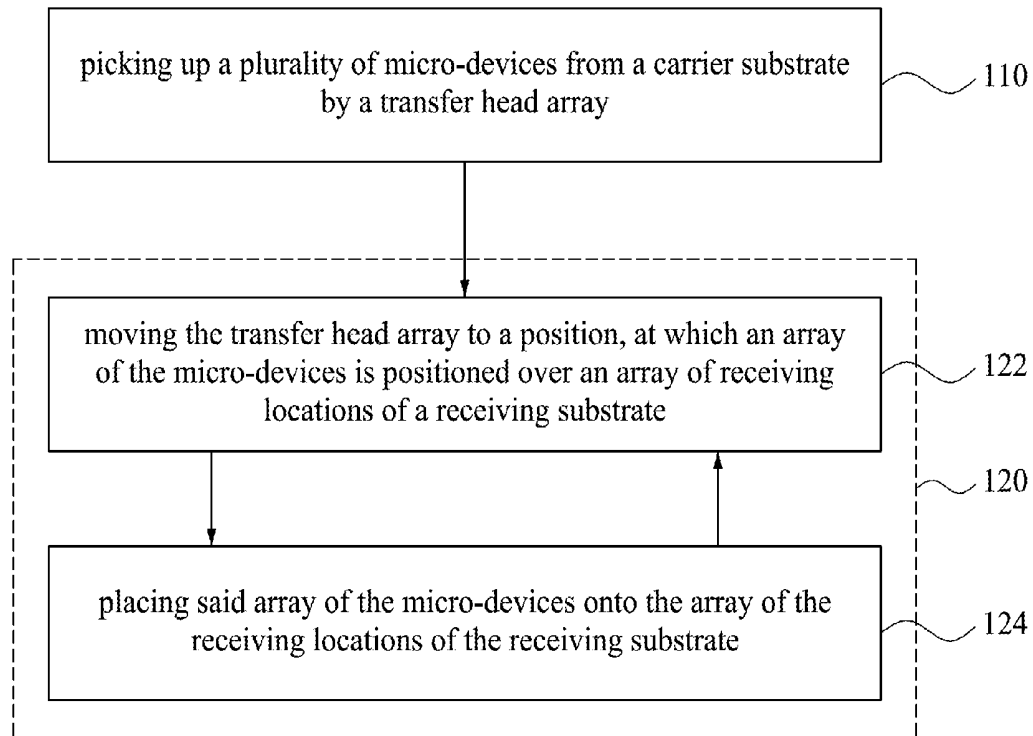 picking up a plurality of micro-devices from a carrier substrate
by a transfer head array
110
moving the transfer head array to a position, at which an array
of the micro-devices is positioned over an array of receiving
locations of a receiving substrate
122
120
placing said array of the micro-devices onto the array of the
receiving locations of the receiving substrate
124